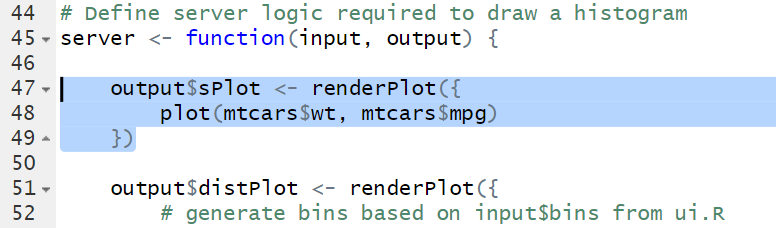 44 # Define server logic required to draw a histogram
45 server <- function(input, output) {
46
47     output$sPlot <- renderPlot({
48         plot(mtcars$wt, mtcars$mpg)
49     })
50
51     output$distPlot <- renderPlot({
52         # generate bins based on input$bins from ui.R